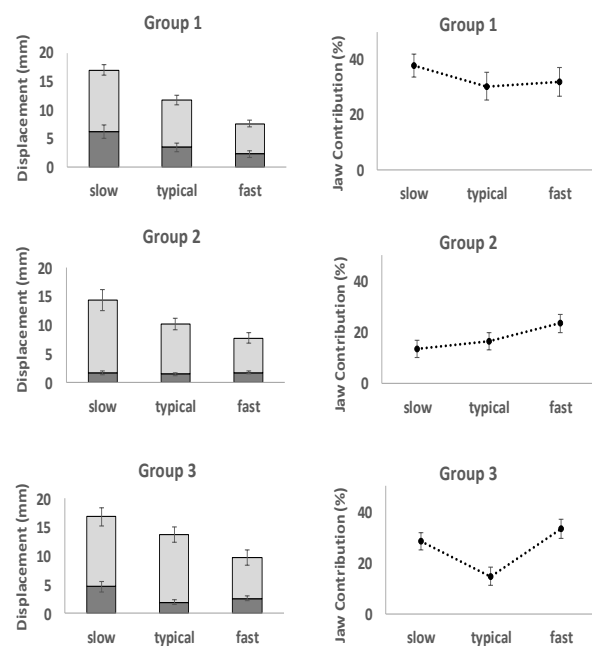 Group 1
Displacement (mm)
20
15
10
5
0
slow typical fast
Group 1
Jaw Contribution (%)
40
20
0
slow typical fast
Group 2
Displacement (mm)
20
15
10
5
0
slow typical fast
Group 2
Jaw Contribution (%)
40
20
0
slow typical fast
Group 3
Displacement (mm)
20
15
10
5
0
slow typical fast
Group 3
Jaw Contribution (%)
40
20
0
slow typical fast